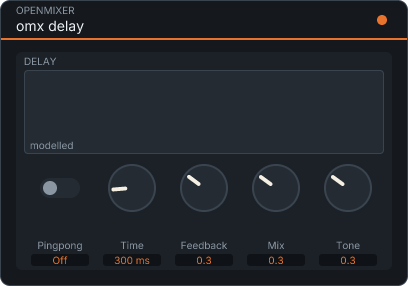 OPENMIXER
omx delay
DELAY
modelled
Pingpong Time Feedback Mix Tone
Off 300 ms 0.3 0.3 0.3